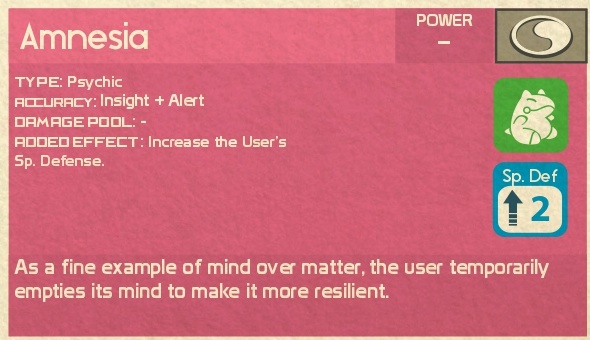 Amnesia
POWER
–
TYPE: Psychic
ACCURACY: Insight + Alert
DAMAGE POOL: -
ADDED EFFECT: Increase the User's
Sp. Defense.
Sp. Def
2
As a fine example of mind over matter, the user temporarily
empties its mind to make it more resilient.